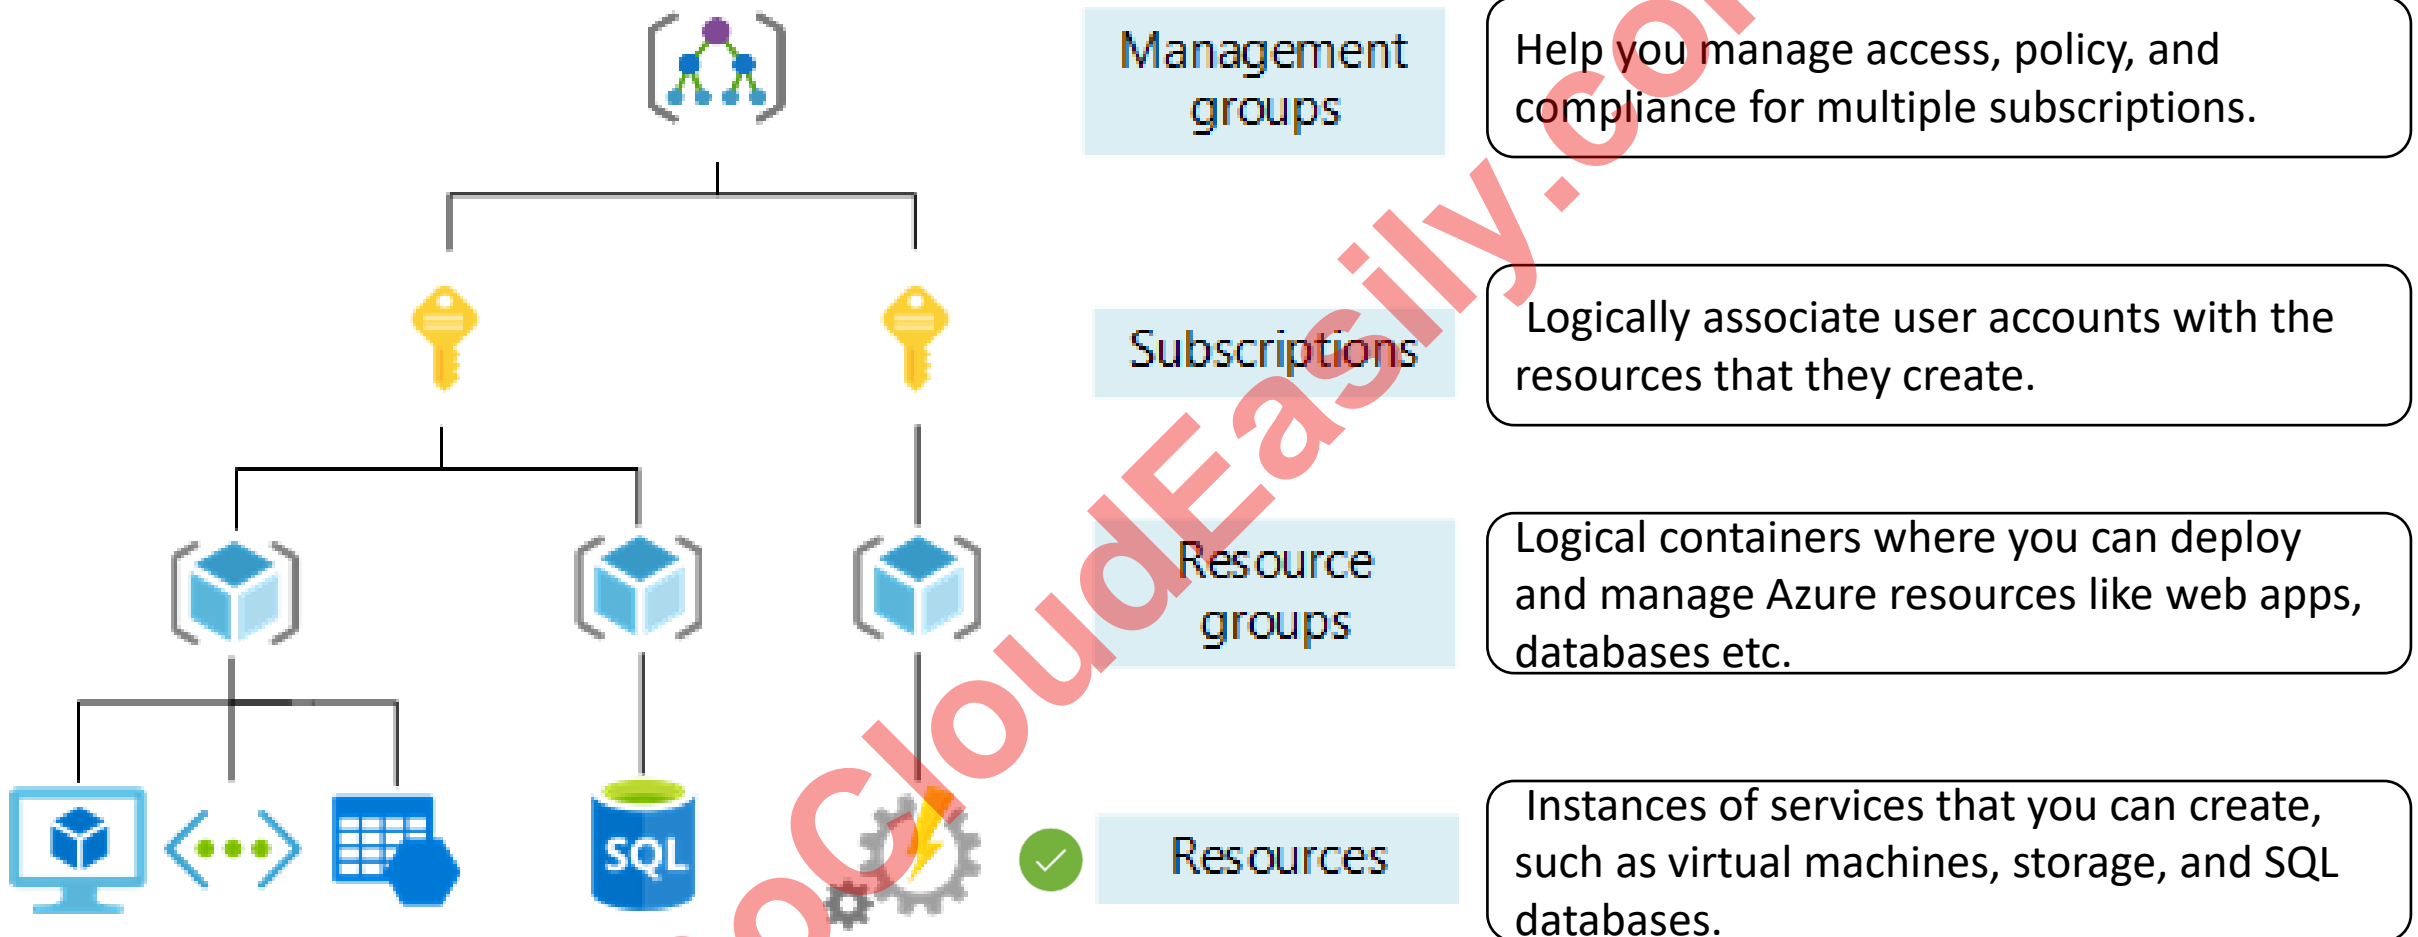 Management
groups
Help you manage access, policy, and
compliance for multiple subscriptions.
Subscriptions
Logically associate user accounts with the
resources that they create.
Resource
groups
Logical containers where you can deploy
and manage Azure resources like web apps,
databases etc.
SQL
Resources
Instances of services that you can create,
such as virtual machines, storage, and SQL
databases.